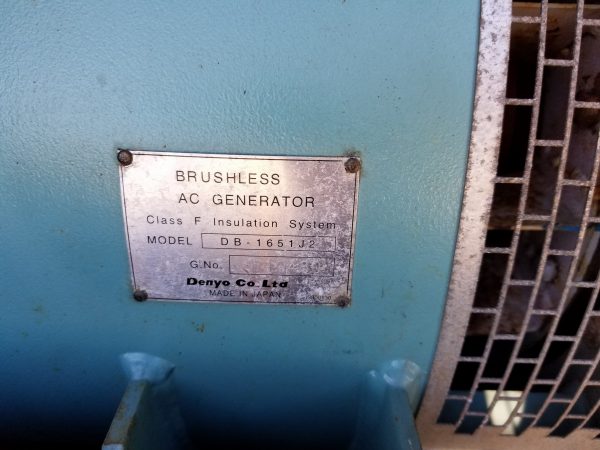 BRUSHLESS
AC GENERATOR
Class F Insulation System
MODEL DB-1651J2
G.No.
Denyo Co. Ltd
MADE IN JAPAN